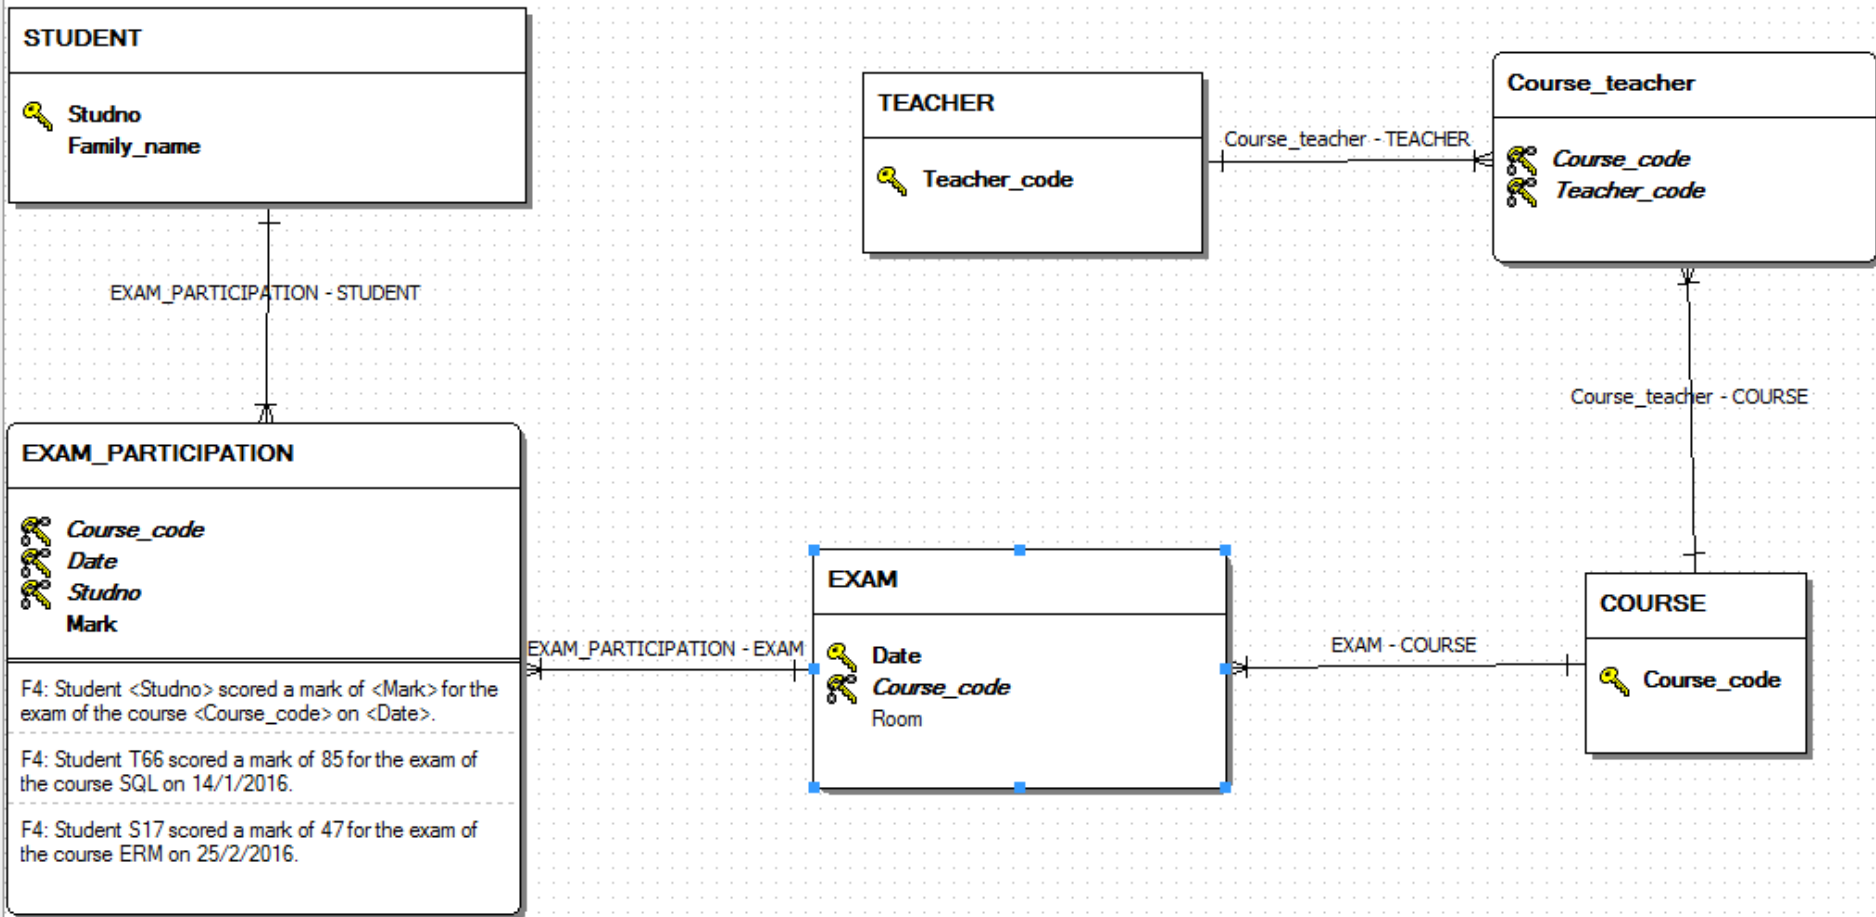 STUDENT
Studno
Family_name
EXAM_PARTICIPATION - STUDENT
EXAM_PARTICIPATION
Course_code
Date
Studno
Mark
F4: Student <Studno> scored a mark of <Mark> for the
exam of the course <Course_code> on <Date>.
F4: Student T66 scored a mark of 85 for the exam of
the course SQL on 14/1/2016.
F4: Student S17 scored a mark of 47 for the exam of
the course ERM on 25/2/2016.
EXAM_PARTICIPATION - EXAM
TEACHER
Teacher_code
Course_teacher - TEACHER
Course_teacher
Course_code
Teacher_code
Course_teacher - COURSE
EXAM
Date
Course_code
Room
EXAM - COURSE
COURSE
Course_code